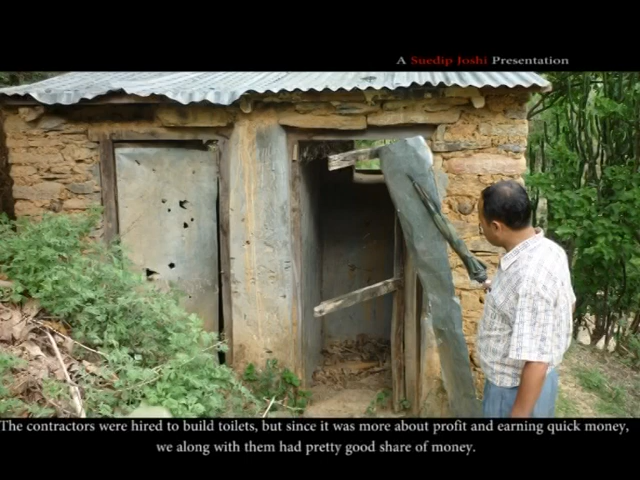 A Suedip Joshi Presentation
The contractors were hired to build toilets, but since it was more about profit and earning quick money,
we along with them had pretty good share of money.